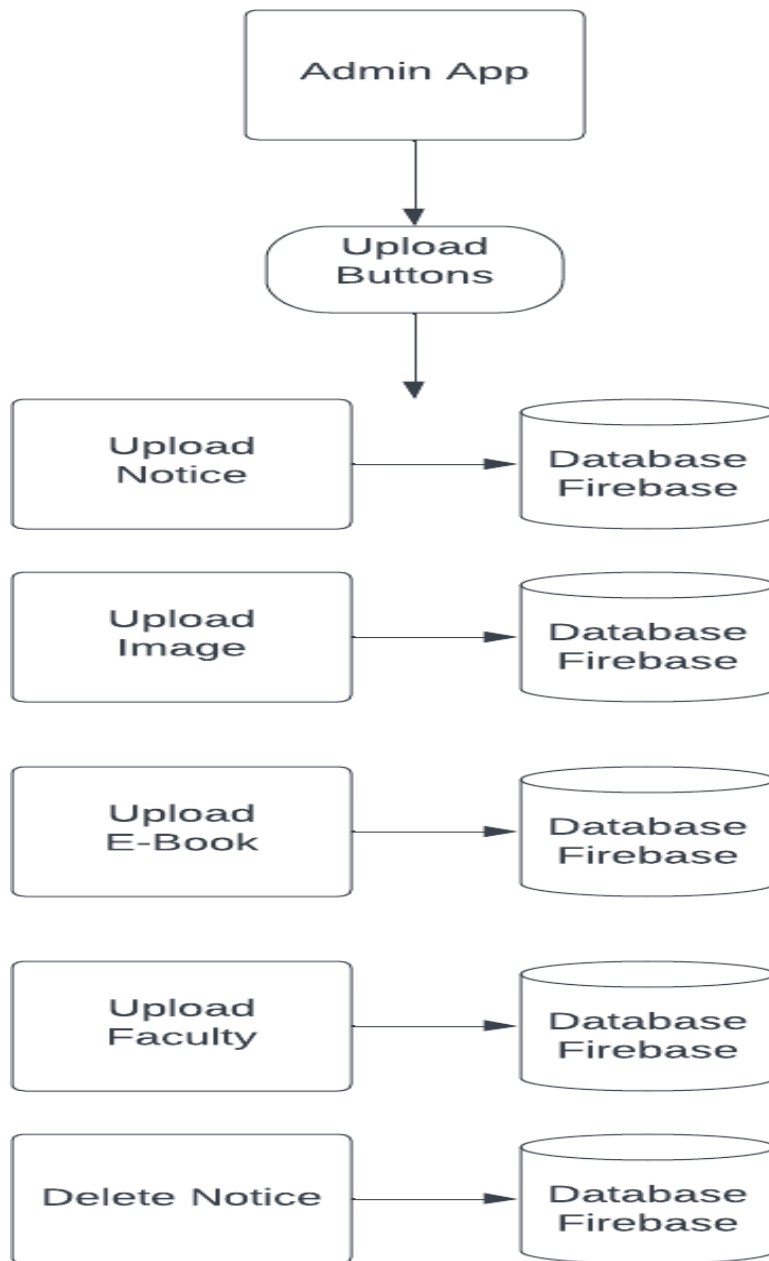 Admin App
Upload
Buttons
Upload
Notice
Database
Firebase
Upload
Image
Database
Firebase
Upload
E-Book
Database
Firebase
Upload
Faculty
Database
Firebase
Delete Notice
Database
Firebase